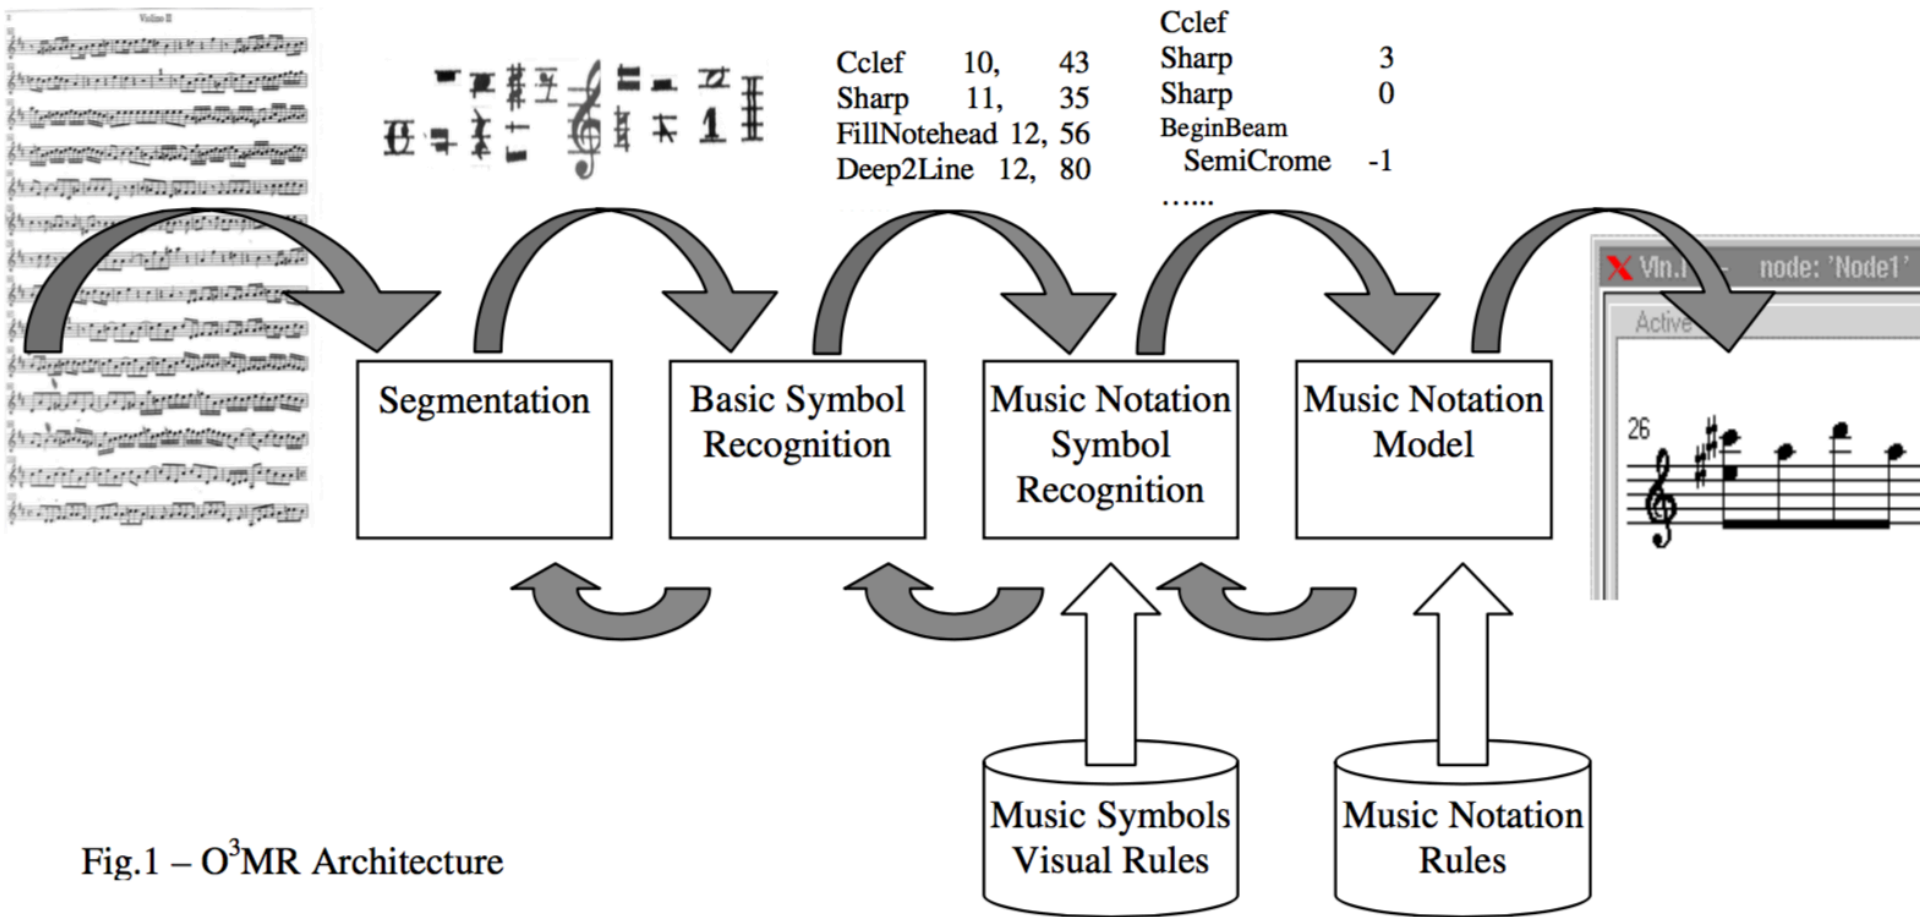 Violino II
Cclef 10, 43
Sharp 11, 35
FillNotehead 12, 56
Deep2Line 12, 80
Cclef
Sharp 3
Sharp 0
BeginBeam
SemiCrome -1
......
Segmentation
Basic Symbol
Recognition
Music Notation
Symbol
Recognition
Music Notation
Model
node: 'Node1'
Active
26
Music Symbols
Visual Rules
Music Notation
Rules
Fig.1 – O³MR Architecture